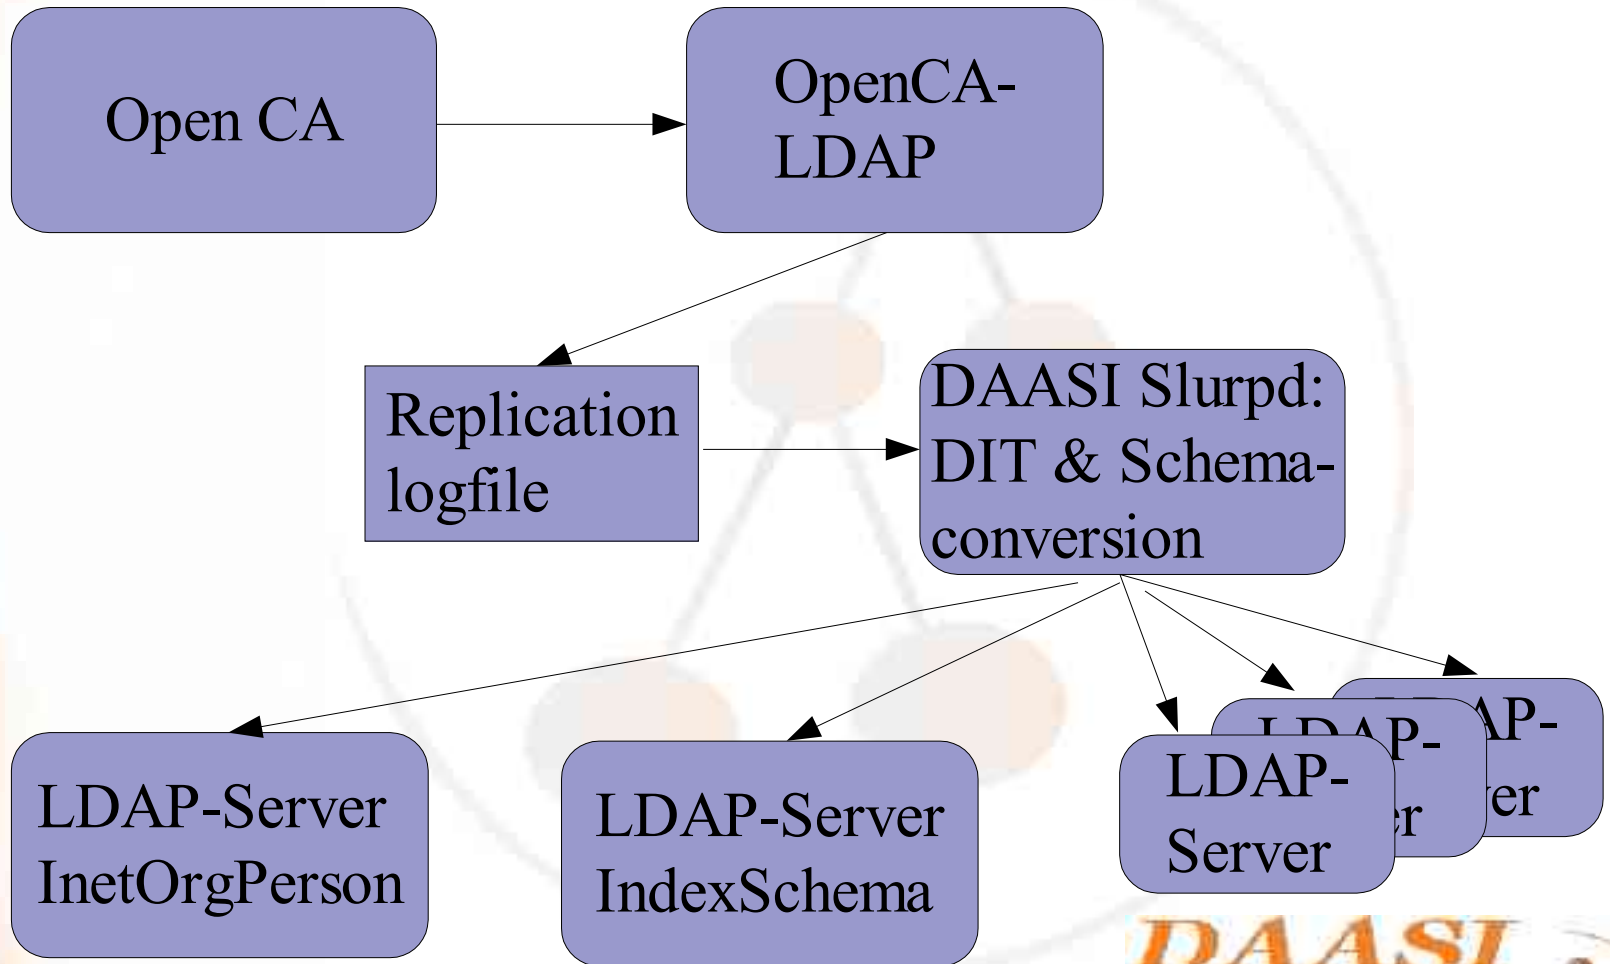 Open CA
OpenCA-
LDAP
Replication
logfile
DAASI Slurpd:
DIT & Schema-
conversion
LDAP-Server
InetOrgPerson
LDAP-Server
IndexSchema
LDAP-
Server
DAASI